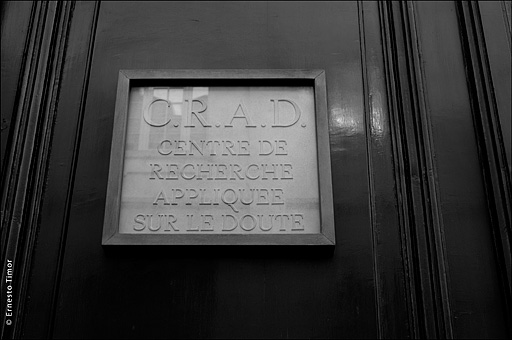 C.R.A.D.
CENTRE DE
RECHERCHE
APPLIQUEE
SUR LE DOUTE
© Ernesto Timor